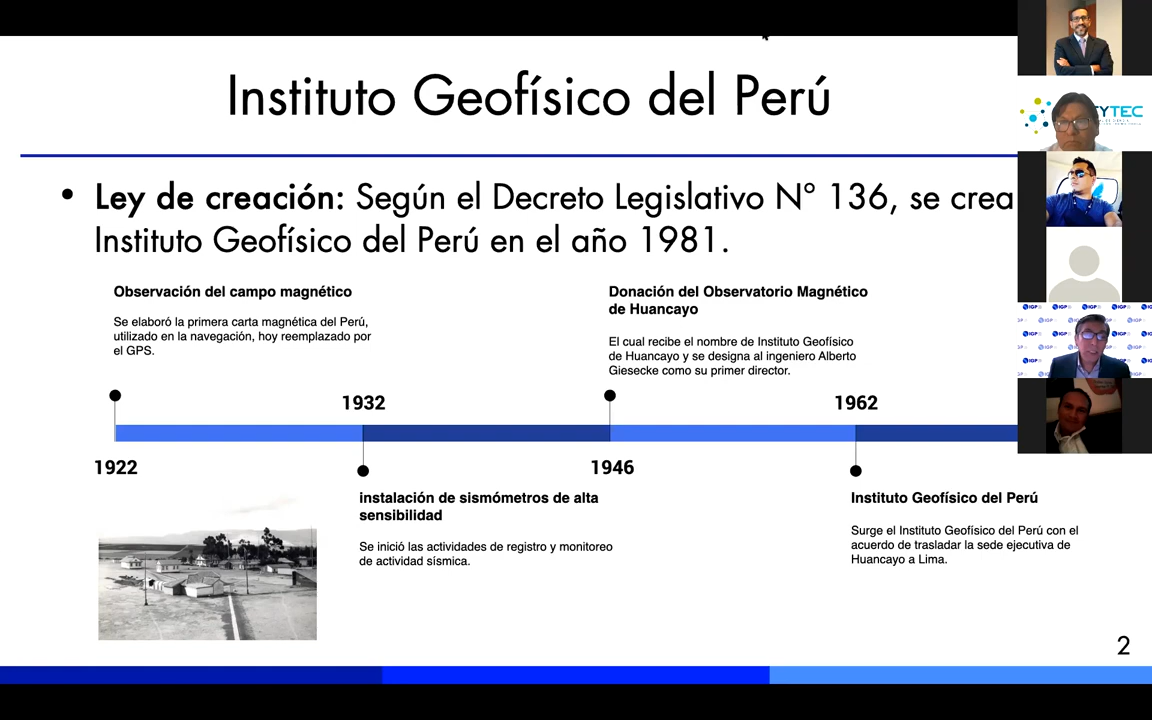 Instituto Geofísico del Perú
• Ley de creación: Según el Decreto Legislativo N° 136, se crea
Instituto Geofísico del Perú en el año 1981.
Observación del campo magnético
Se elaboró la primera carta magnética del Perú,
utilizado en la navegación, hoy reemplazado por
el GPS.
Donación del Observatorio Magnético
de Huancayo
El cual recibe el nombre de Instituto Geofísico
de Huancayo y se designa al ingeniero Alberto
Giesecke como su primer director.
1932
1962
1922
1946
instalación de sismómetros de alta
sensibilidad
Se inició las actividades de registro y monitoreo
de actividad sísmica.
Instituto Geofísico del Perú
Surge el Instituto Geofísico del Perú con el
acuerdo de trasladar la sede ejecutiva de
Huancayo a Lima.
2
YTEC
IGP